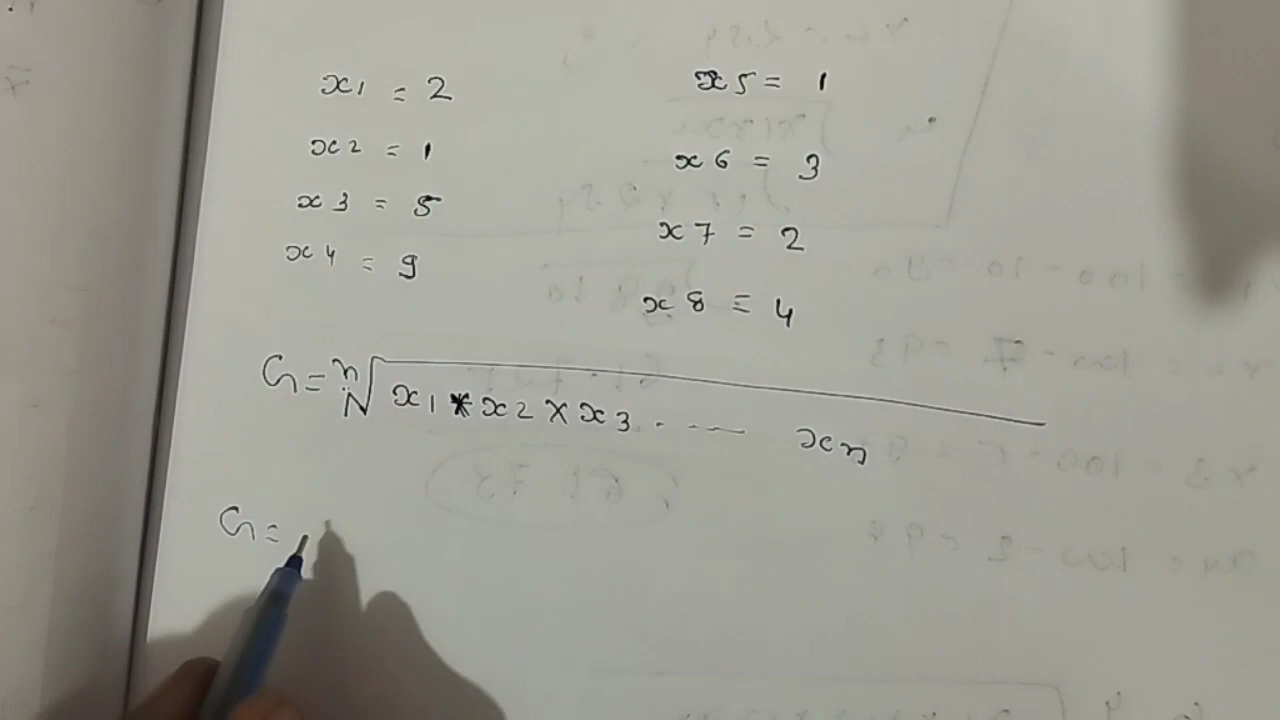 x1 = 2
x2 = 1
x3 = 5
x4 = 9
x5 = 1
x6 = 3
x7 = 2
x8 = 4
G = n√x1 * x2 × x3 . ---- xn
G =